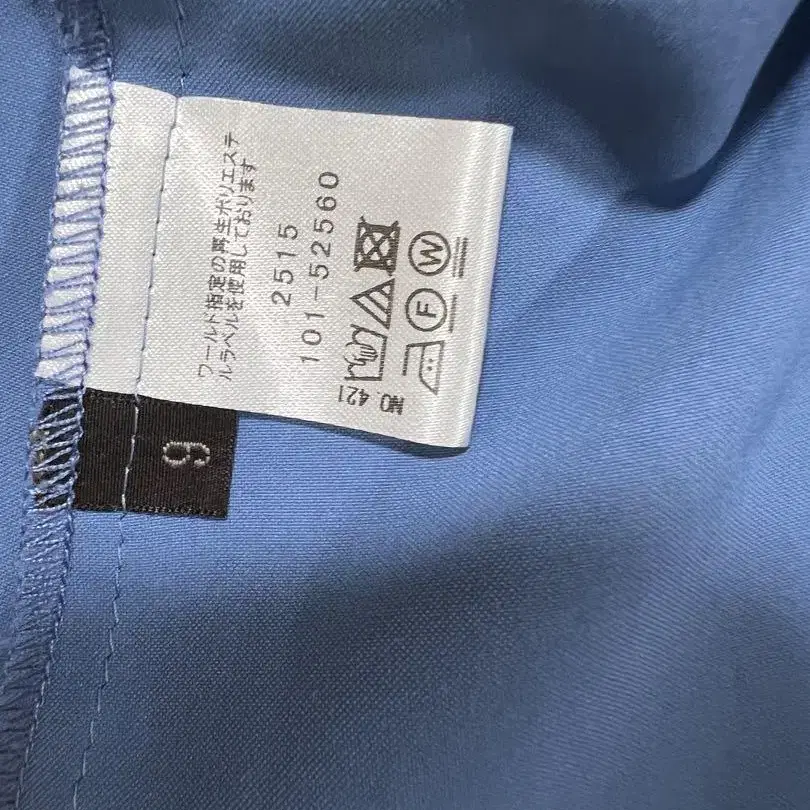 ワールド指定の再生ポリエステ
ルラベルを使用しております
2515
101-52560
W
F
NO. 421
9